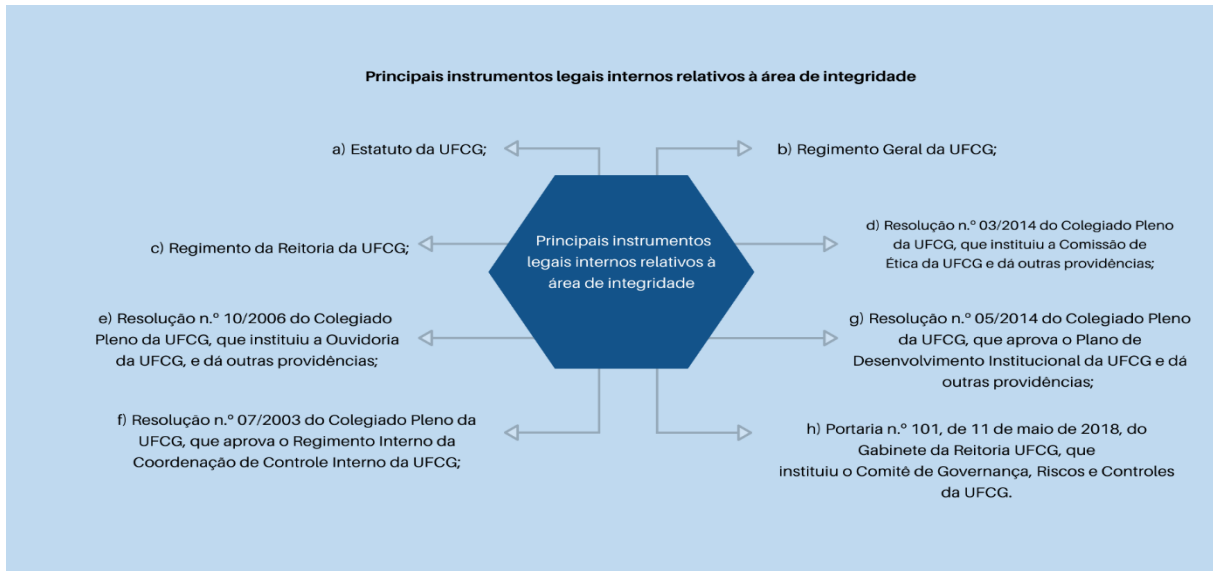 Principais instrumentos legais internos relativos à área de integridade
a) Estatuto da UFCG;
b) Regimento Geral da UFCG;
Principais instrumentos
legais internos relativos à
área de integridade
c) Regimento da Reitoria da UFCG;
d) Resolução n.º 03/2014 do Colegiado Pleno
da UFCG, que instituiu a Comissão de
Ética da UFCG e dá outras providências;
e) Resolução n.º 10/2006 do Colegiado
Pleno da UFCG, que instituiu a Ouvidoria
da UFCG, e dá outras providências;
g) Resolução n.º 05/2014 do Colegiado Pleno
da UFCG, que aprova o Plano de
Desenvolvimento Institucional da UFCG e dá
outras providências;
f) Resolução n.º 07/2003 do Colegiado Pleno da
UFCG, que aprova o Regimento Interno da
Coordenação de Controle Interno da UFCG;
h) Portaria n.º 101, de 11 de maio de 2018, do
Gabinete da Reitoria UFCG, que
instituiu o Comitê de Governança, Riscos e Controles
da UFCG.